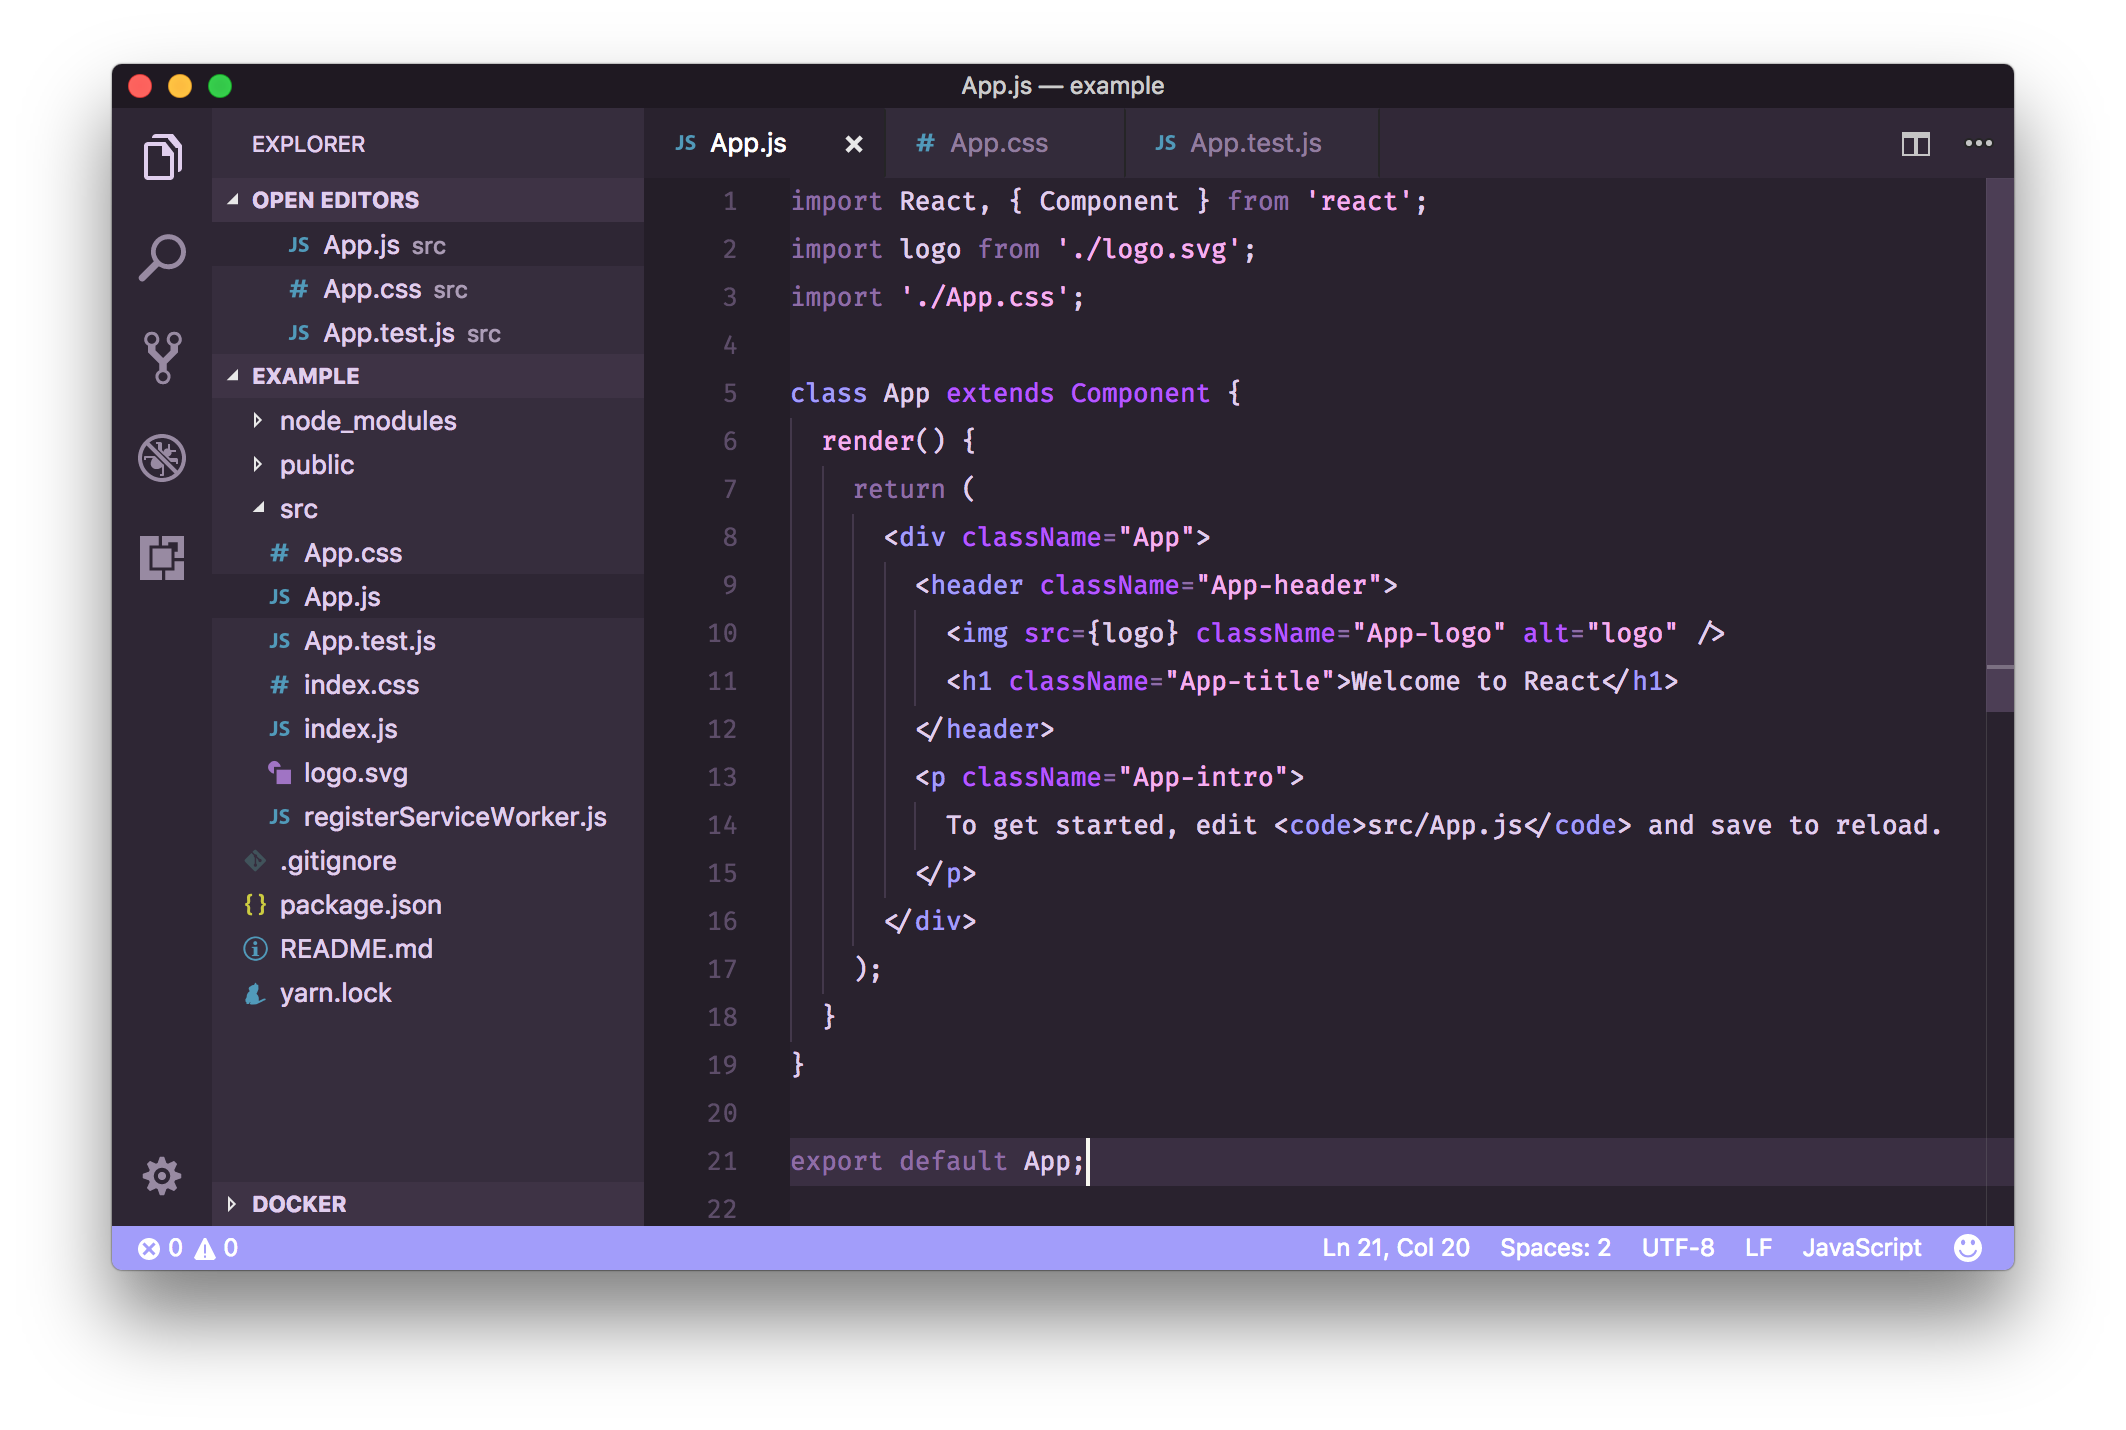 App.js — example
EXPLORER
OPEN EDITORS
JS App.js src
# App.css src
JS App.test.js src
EXAMPLE
node_modules
public
src
# App.css
JS App.js
JS App.test.js
# index.css
JS index.js
logo.svg
JS registerServiceWorker.js
.gitignore
{} package.json
README.md
yarn.lock
DOCKER
JS App.js # App.css JS App.test.js
1 import React, { Component } from 'react';
2 import logo from './logo.svg';
3 import './App.css';
4
5 class App extends Component {
6 render() {
7 return (
8 <div className="App">
9 <header className="App-header">
10 <img src={logo} className="App-logo" alt="logo" />
11 <h1 className="App-title">Welcome to React</h1>
12 </header>
13 <p className="App-intro">
14 To get started, edit <code>src/App.js</code> and save to reload.
15 </p>
16 </div>
17 );
18 }
19 }
20
21 export default App;
22
0 0 Ln 21, Col 20 Spaces: 2 UTF-8 LF JavaScript